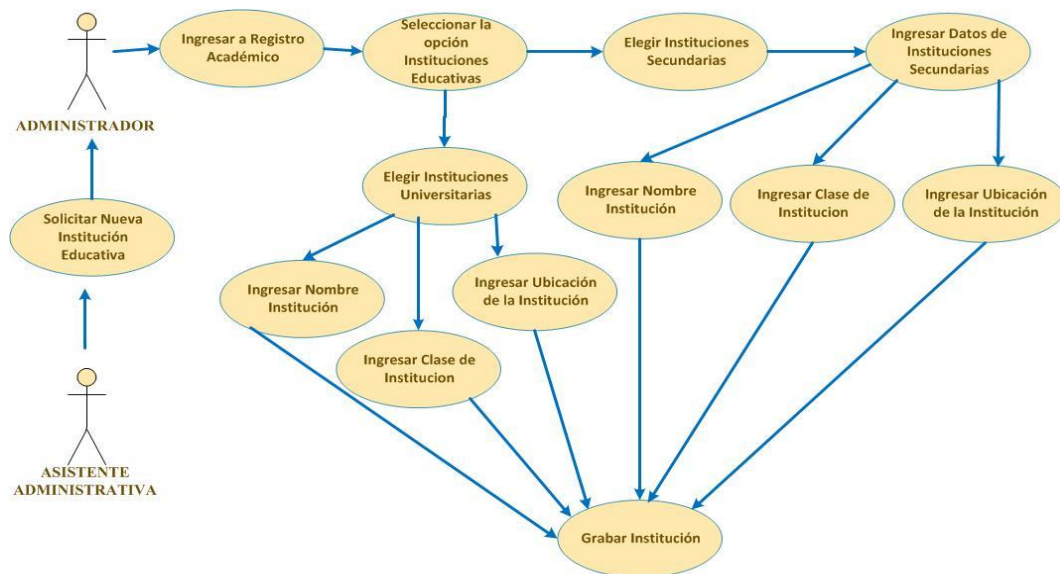 Ingresar a Registro
Académico
Seleccionar la
opción
Instituciones
Educativas
Elegir Instituciones
Secundarias
Ingresar Datos de
Instituciones
Secundarias
ADMINISTRADOR
Elegir Instituciones
Universitarias
Ingresar Nombre
Institución
Ingresar Clase de
Institucion
Ingresar Ubicación
de la Institución
Solicitar Nueva
Institución
Educativa
Ingresar Nombre
Institución
Ingresar Ubicación
de la Institución
Ingresar Clase de
Institucion
ASISTENTE
ADMINISTRATIVA
Grabar Institución